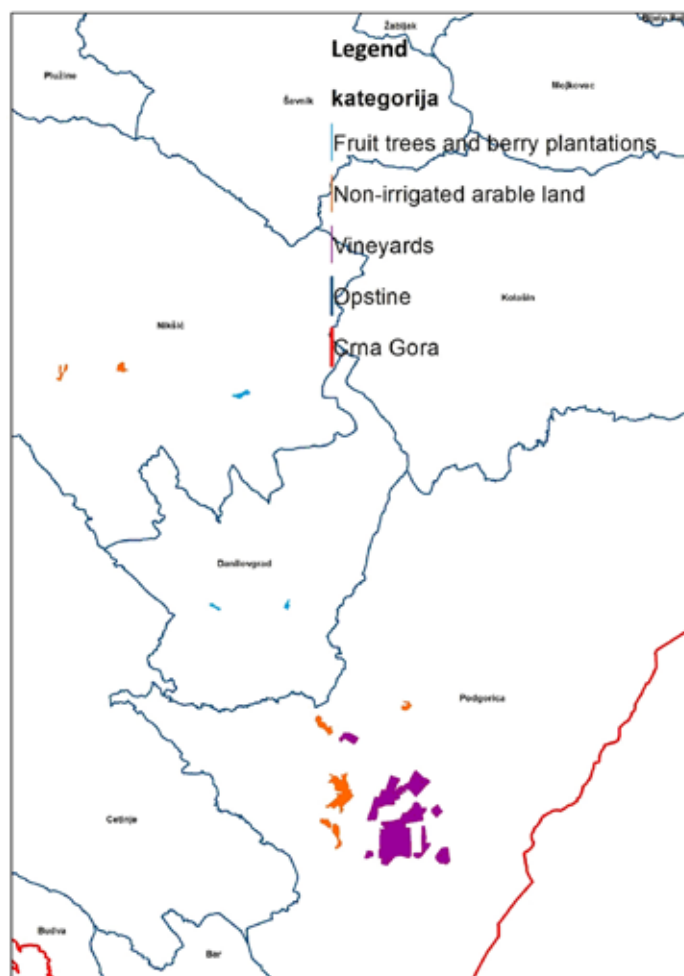 Žabljak
Legend
Plužine
Mojkovac
Šavnik
kategorija
Fruit trees and berry plantations
Non-irrigated arable land
Vineyards
Opstine
Kolašin
Nikšić
Crna Gora
Danilovgrad
Podgorica
Cetinje
Budva
Bar